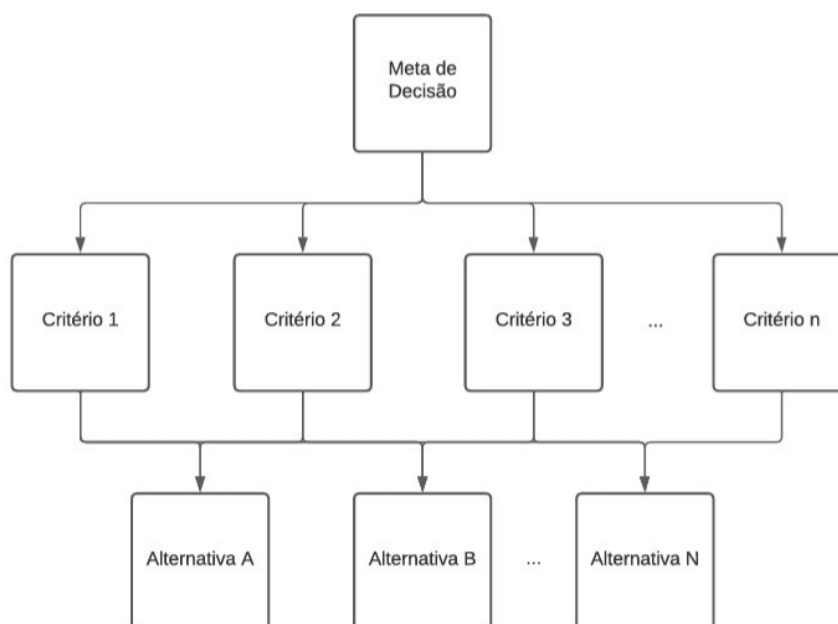 Meta de
Decisão
Critério 1
Critério 2
Critério 3
...
Critério n
Alternativa A
Alternativa B
...
Alternativa N